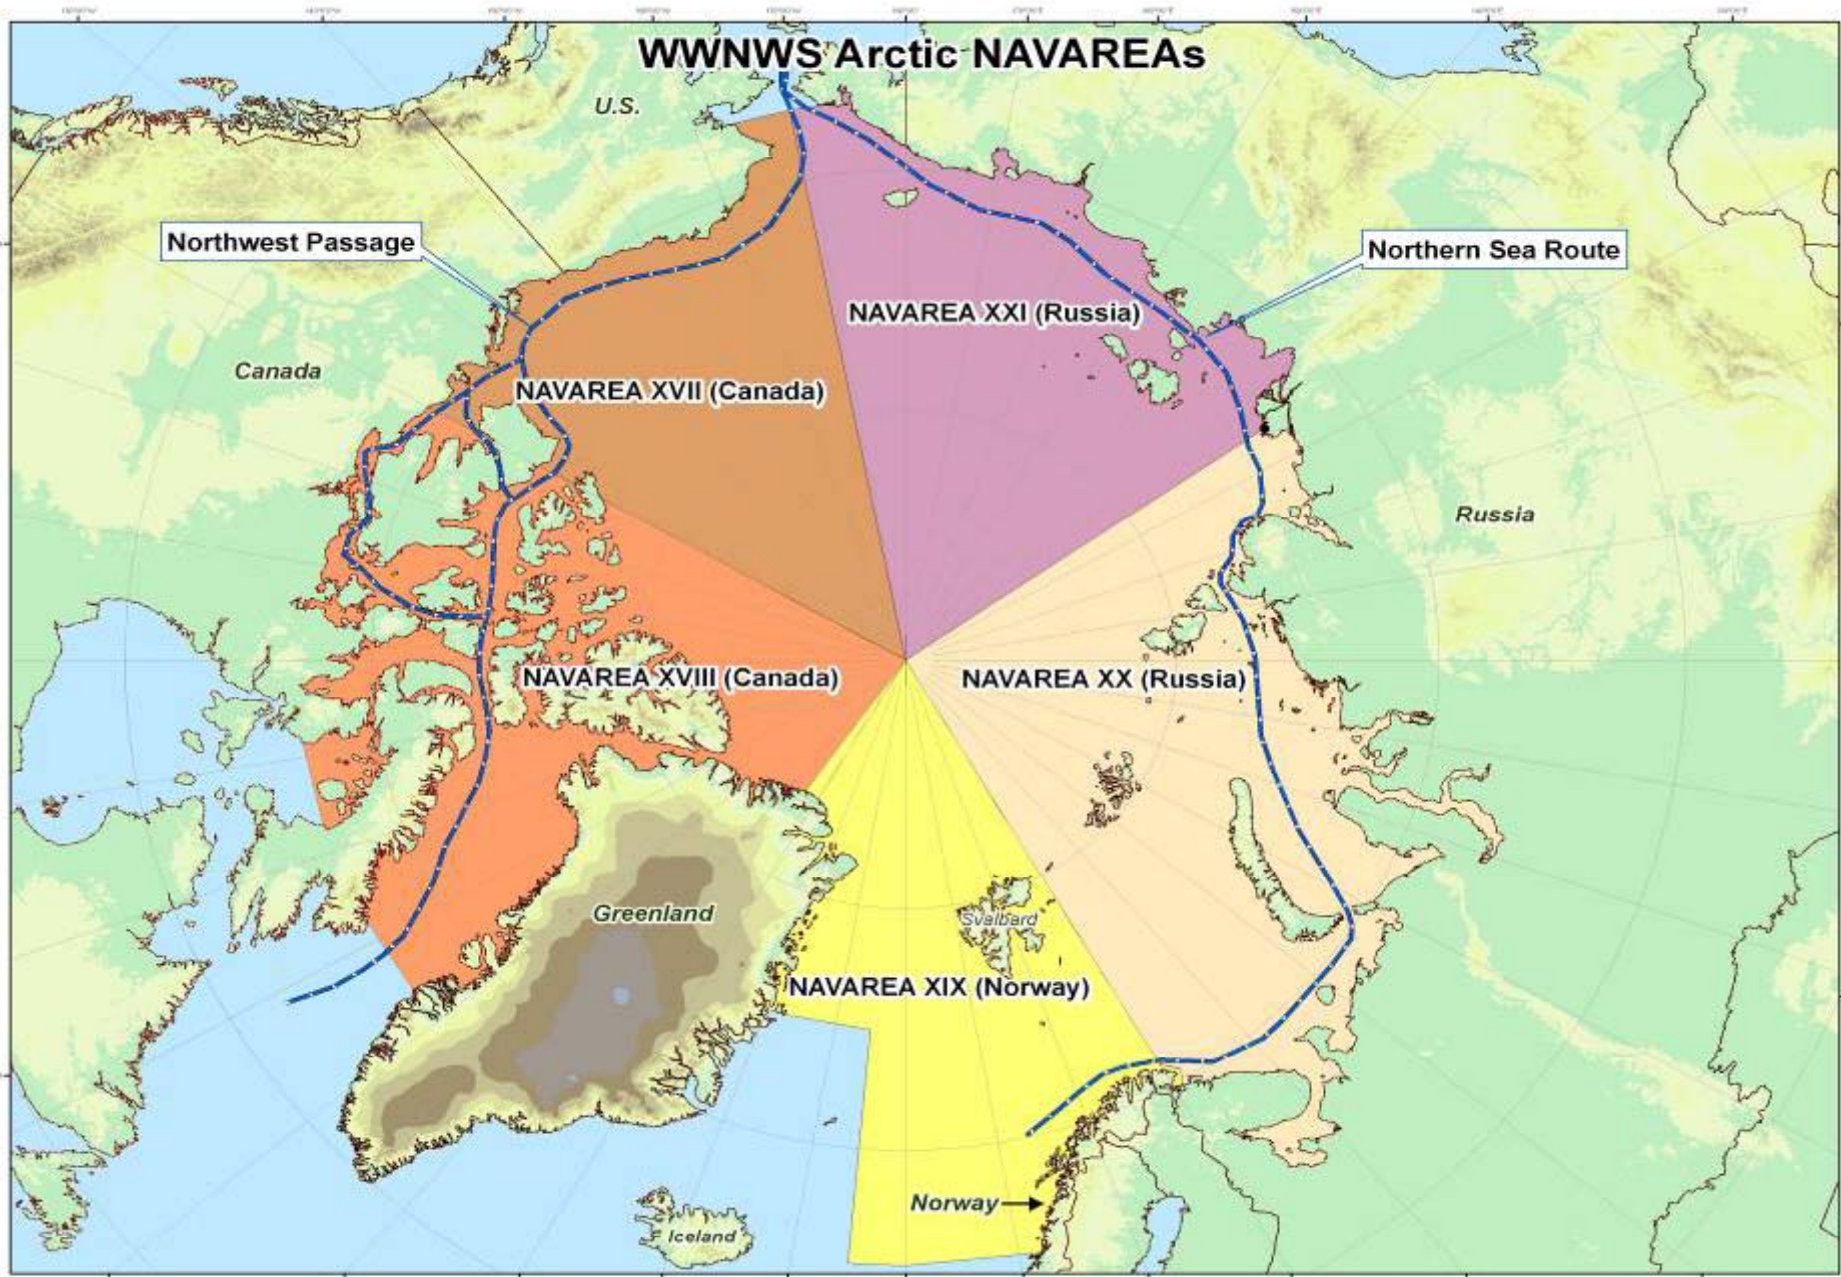 WWNWS Arctic NAVAREAs
U.S.
Northwest Passage
Northern Sea Route
NAVAREA XXI (Russia)
Canada
NAVAREA XVII (Canada)
Russia
NAVAREA XVIII (Canada)
NAVAREA XX (Russia)
Greenland
Svalbard
NAVAREA XIX (Norway)
Norway
Iceland